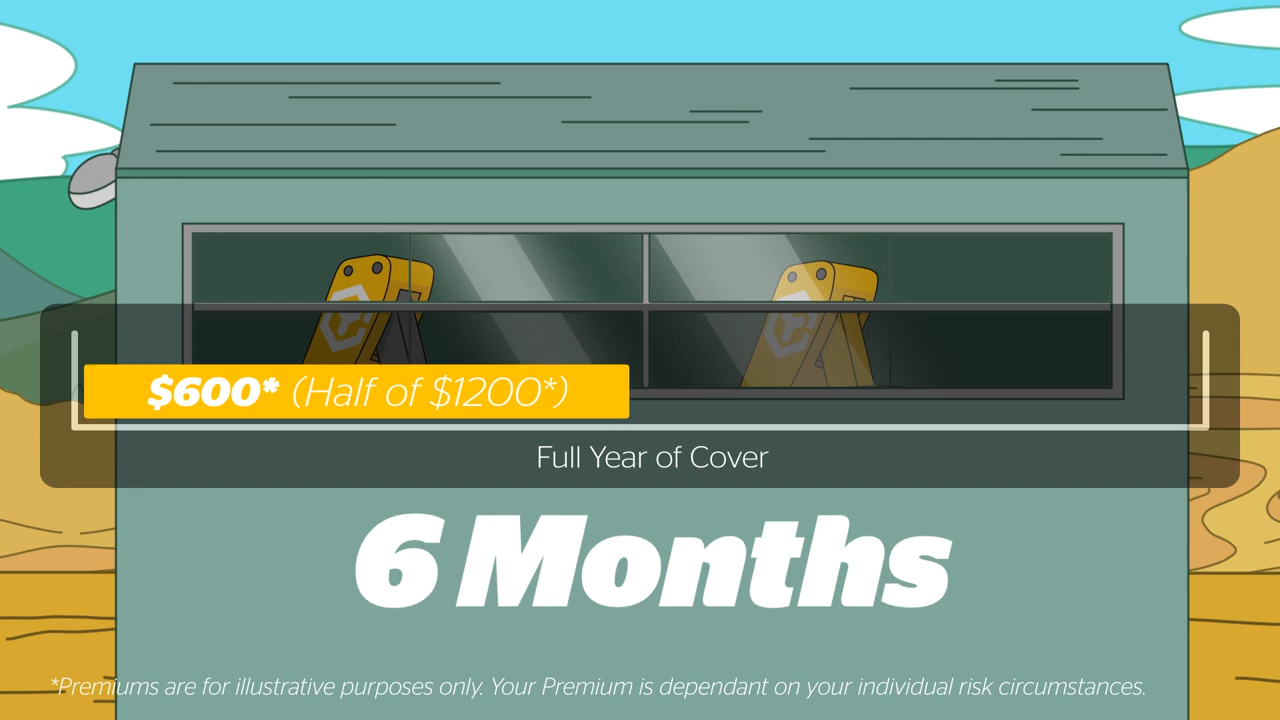 $600* (Half of $1200*)
Full Year of Cover
6 Months
*Premiums are for illustrative purposes only. Your Premium is dependant on your individual risk circumstances.